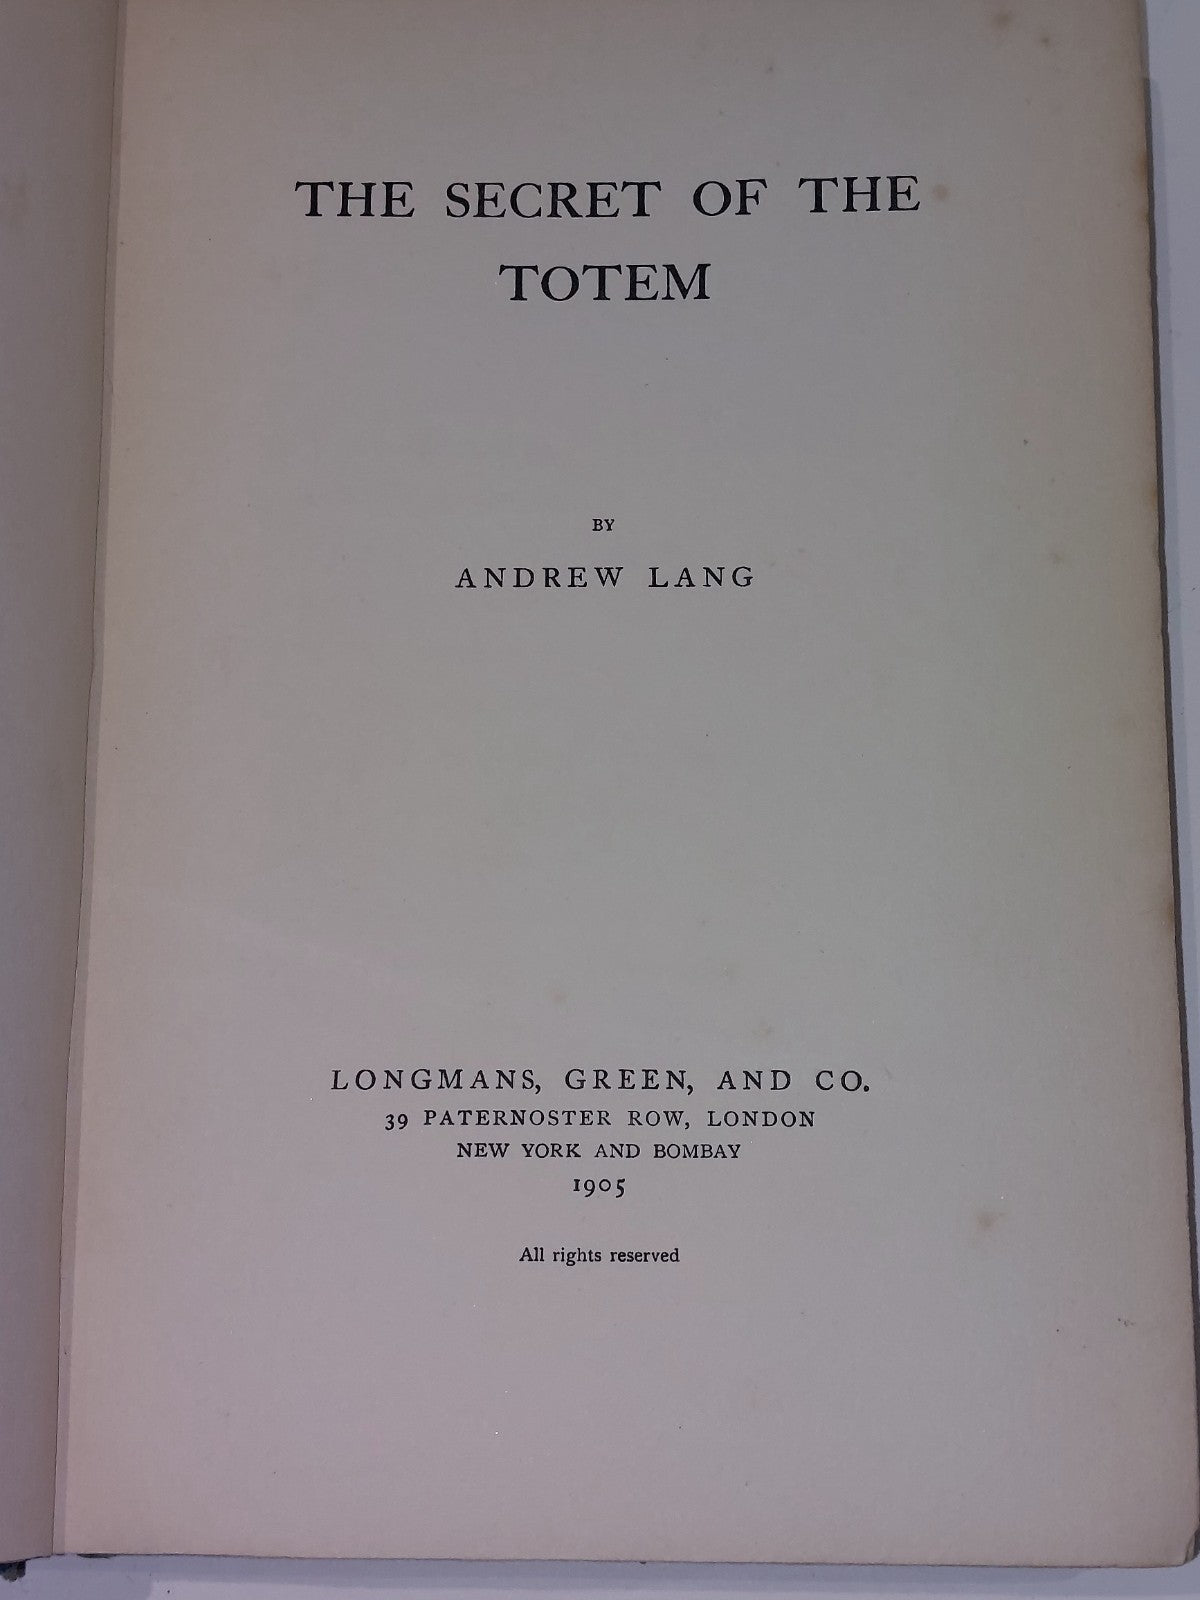 THE SECRET OF THE
TOTEM
BY
ANDREW LANG
LONGMANS, GREEN, AND CO.
39 PATERNOSTER ROW, LONDON
NEW YORK AND BOMBAY
1905
All rights reserved